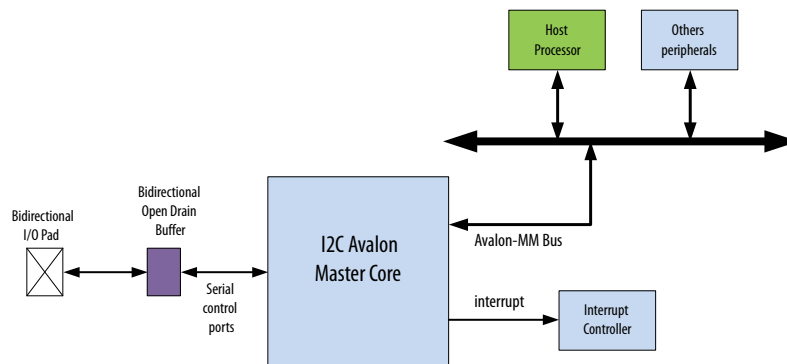 Host
Processor
Others
peripherals
Bidirectional
Open Drain
Buffer
Bidirectional
I/O Pad
I2C Avalon
Master Core
Avalon-MM Bus
Serial
control
ports
interrupt
Interrupt
Controller